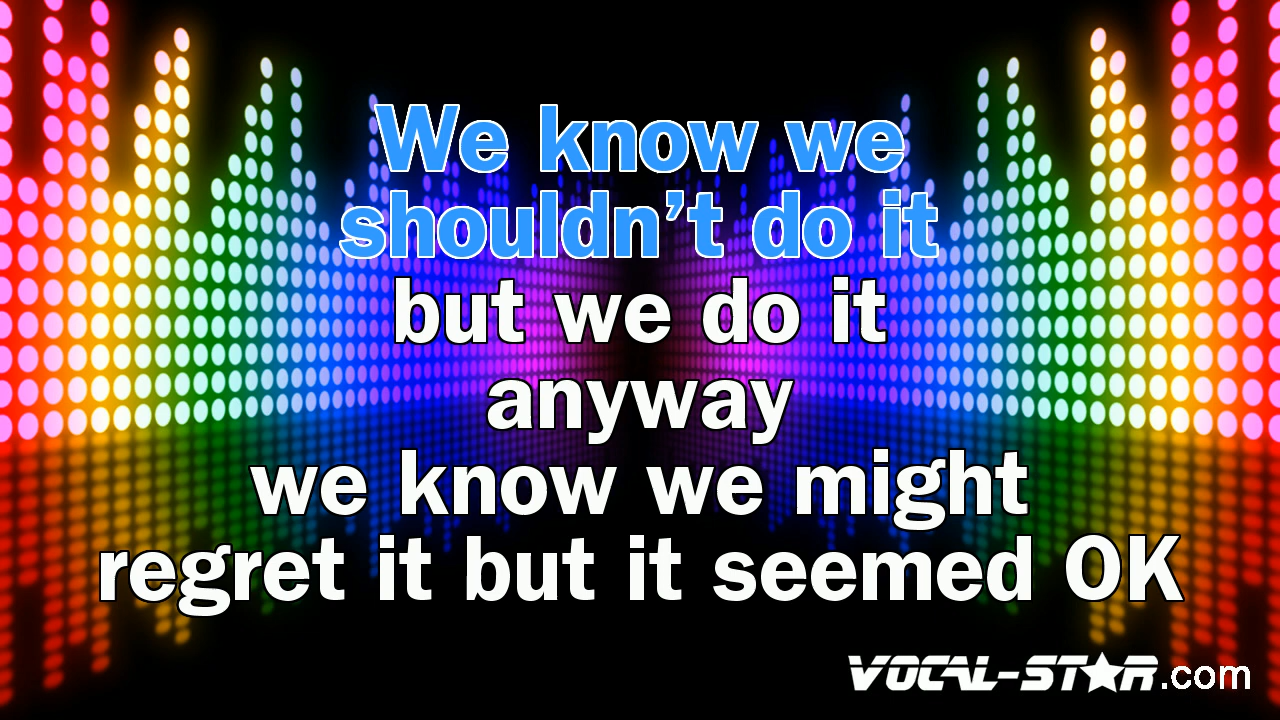 We know we
shouldn’t do it
but we do it
anyway
we know we might
regret it but it seemed OK
VOCAL-STAR.com